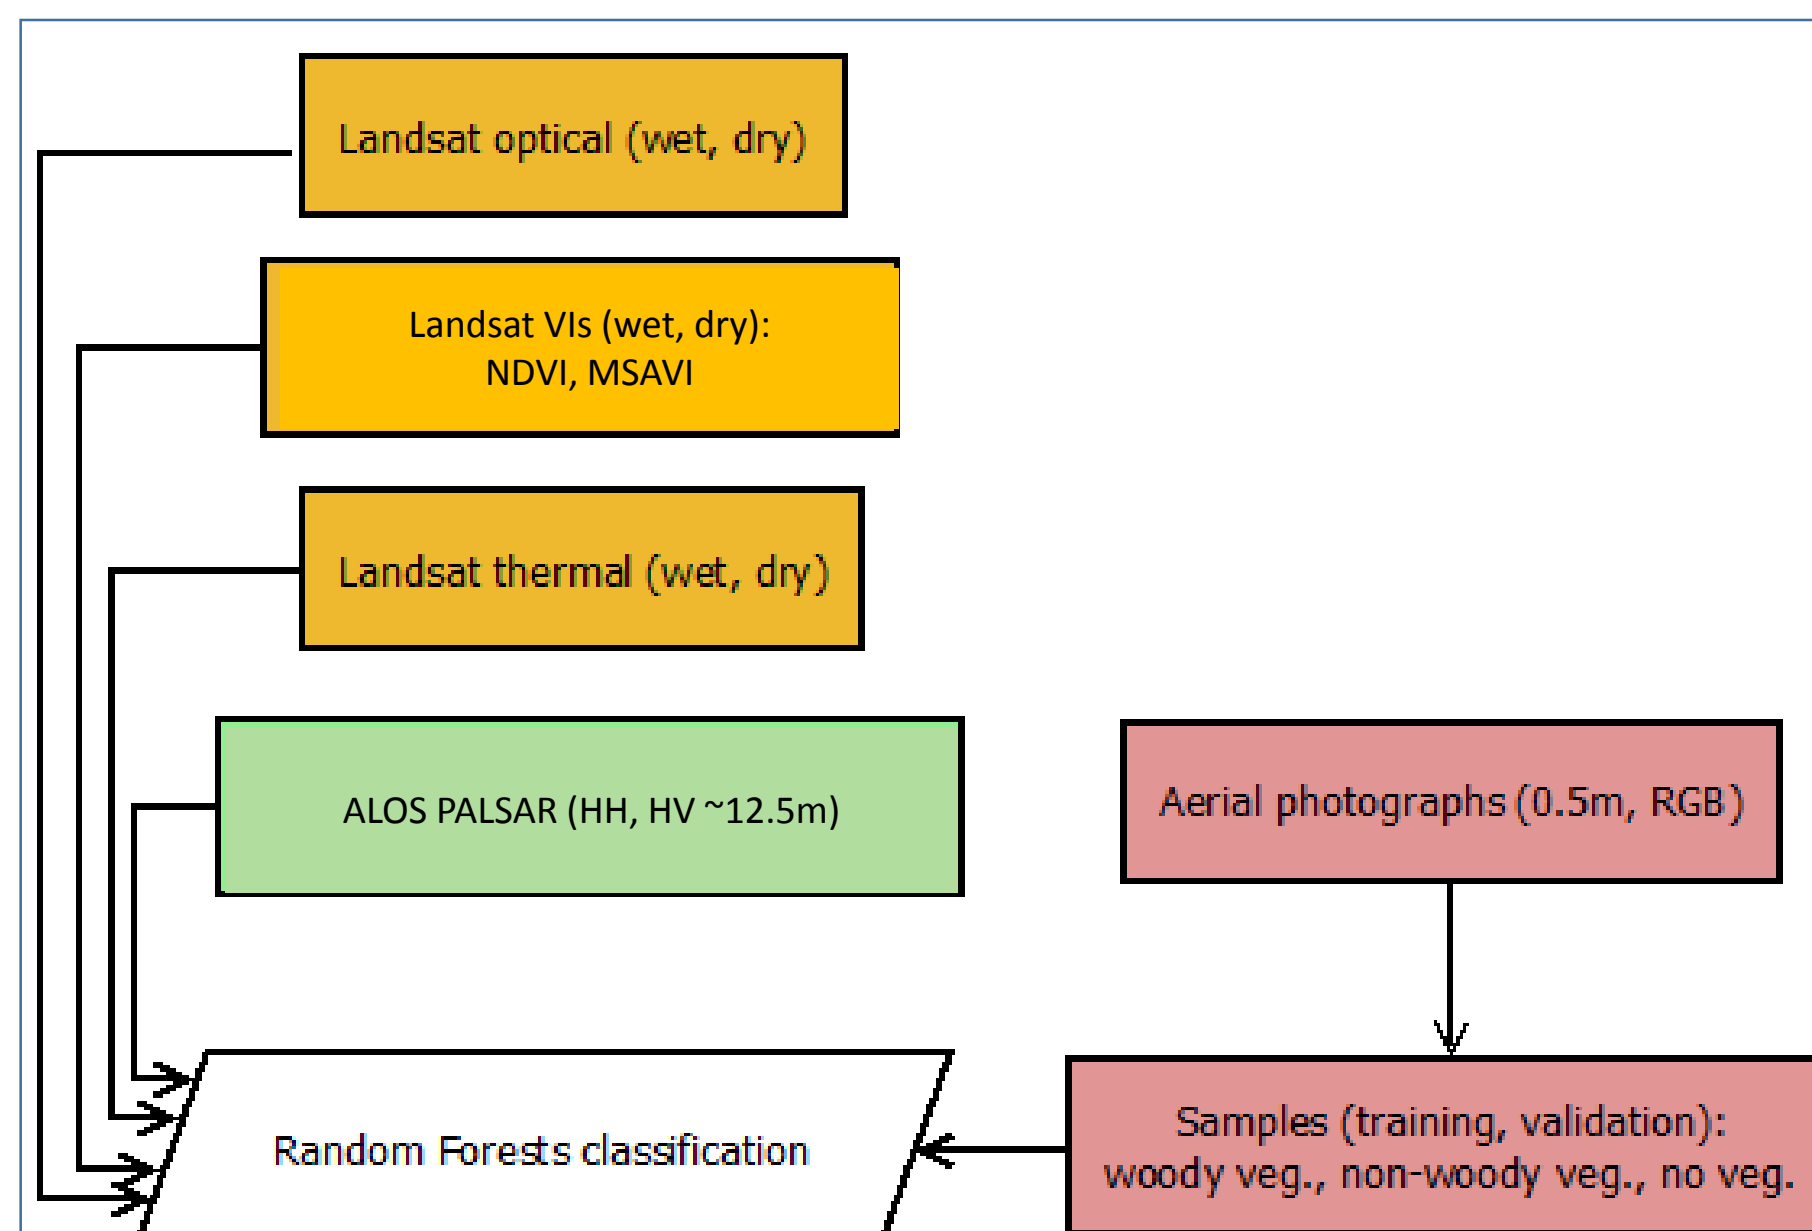 Landsat optical (wet, dry)
Landsat VIs (wet, dry):
NDVI, MSAVI
Landsat thermal (wet, dry)
ALOS PALSAR (HH, HV ~12.5m)
Aerial photographs (0.5m, RGB)
Random Forests classification
Samples (training, validation):
woody veg., non-woody veg., no veg.